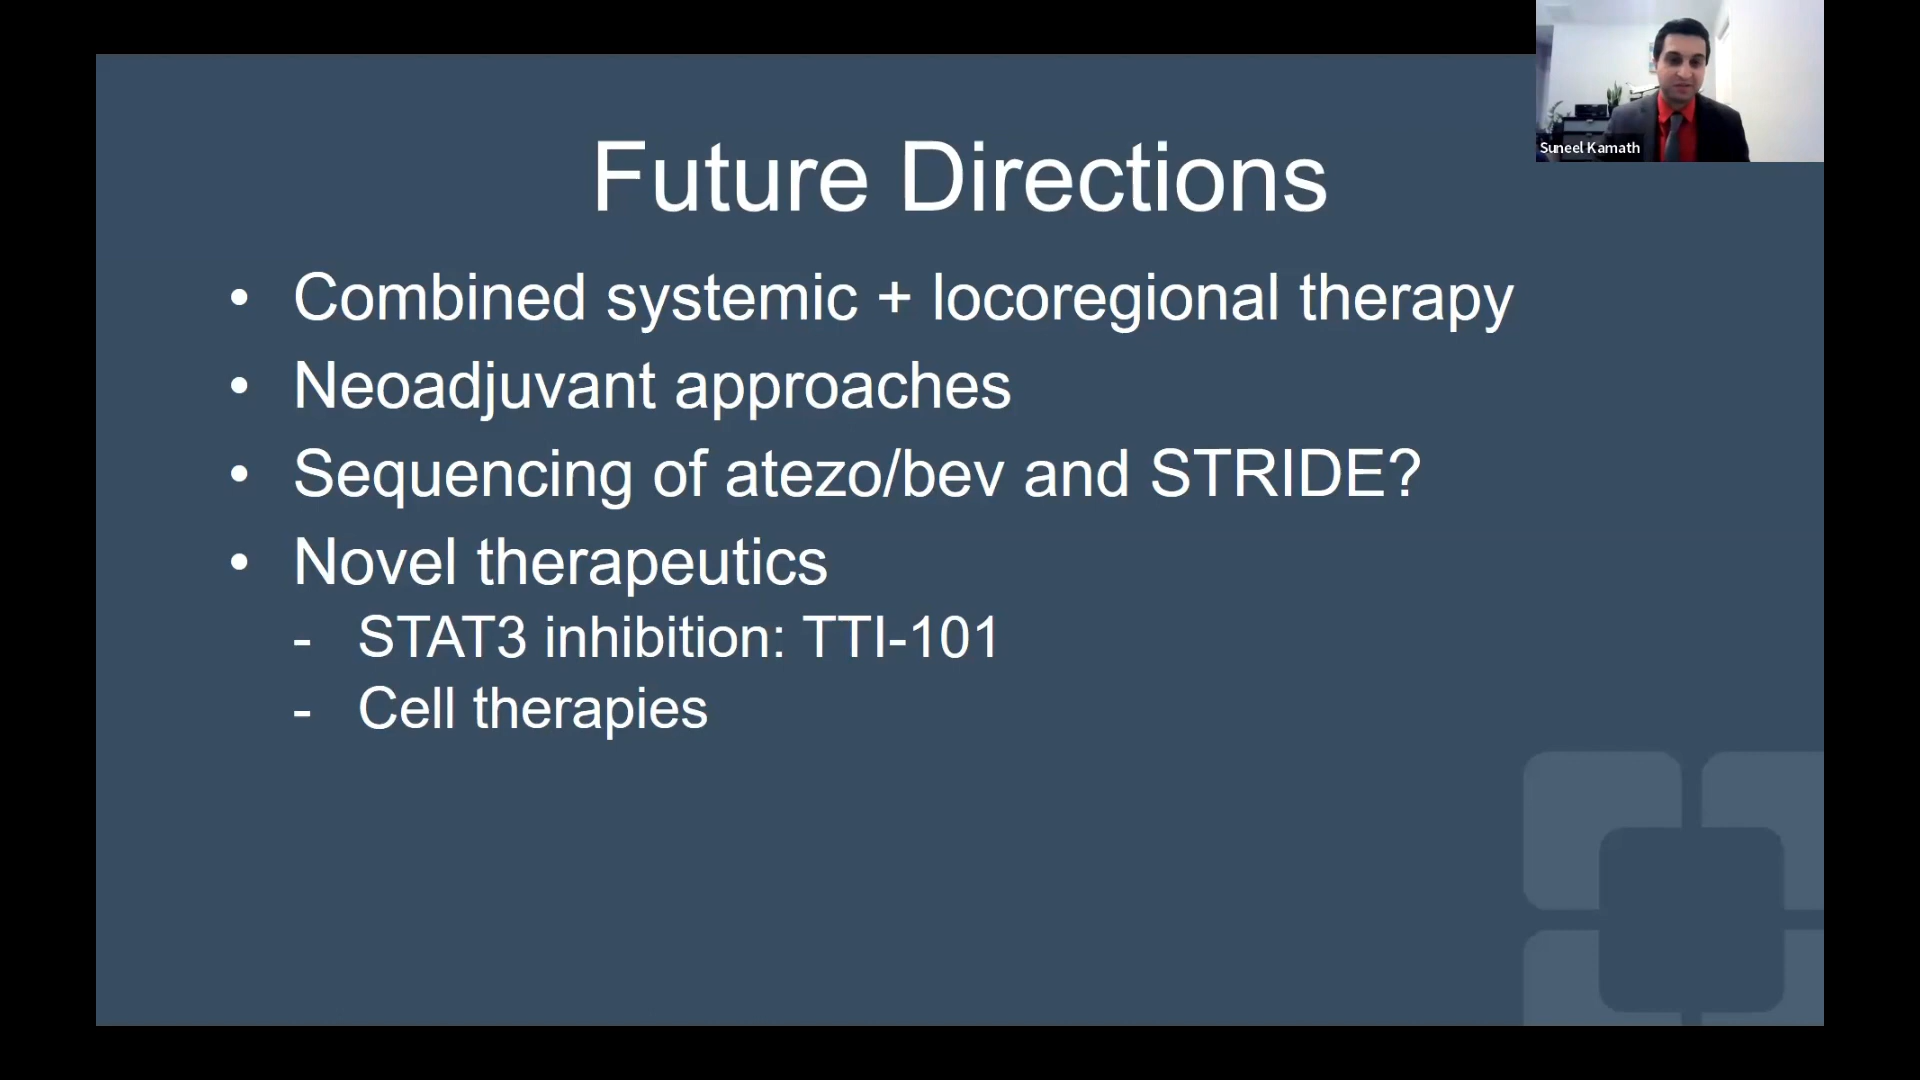 Suneel Kamath
Future Directions
• Combined systemic + locoregional therapy
• Neoadjuvant approaches
• Sequencing of atezo/bev and STRIDE?
• Novel therapeutics
- STAT3 inhibition: TTI-101
- Cell therapies